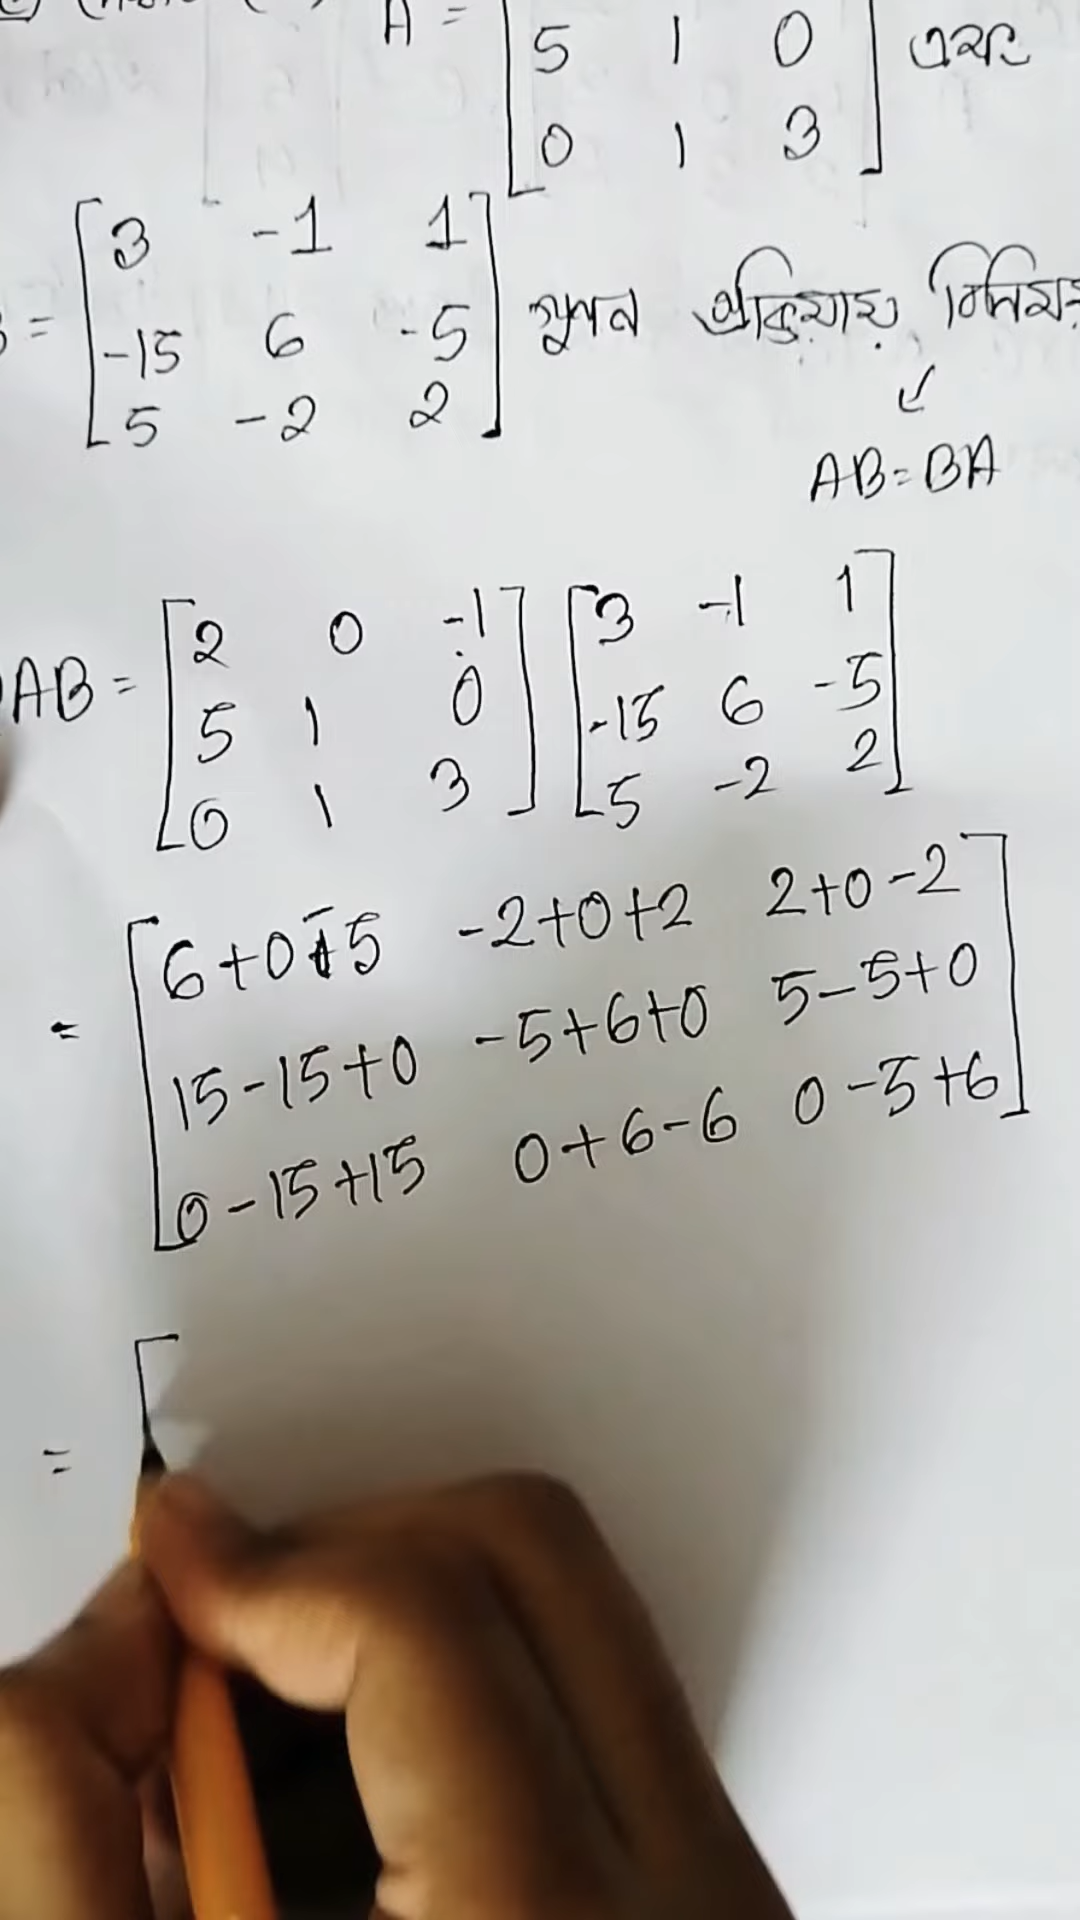 A = [
5 1 0 এবং
0 1 3 ]
= [ 3 -1 1
-15 6 -5
5 -2 2 ] গুণন প্রক্রিয়ায়
AB=BA
AB = [ 2 0 -1
5 1 0
0 1 3 ] [ 3 -1 1
-15 6 -5
5 -2 2 ]
= [ 6+0-5 -2+0+2 2+0-2
15-15+0 -5+6+0 5-5+0
0-15+15 0+6-6 0-5+6 ]
= [